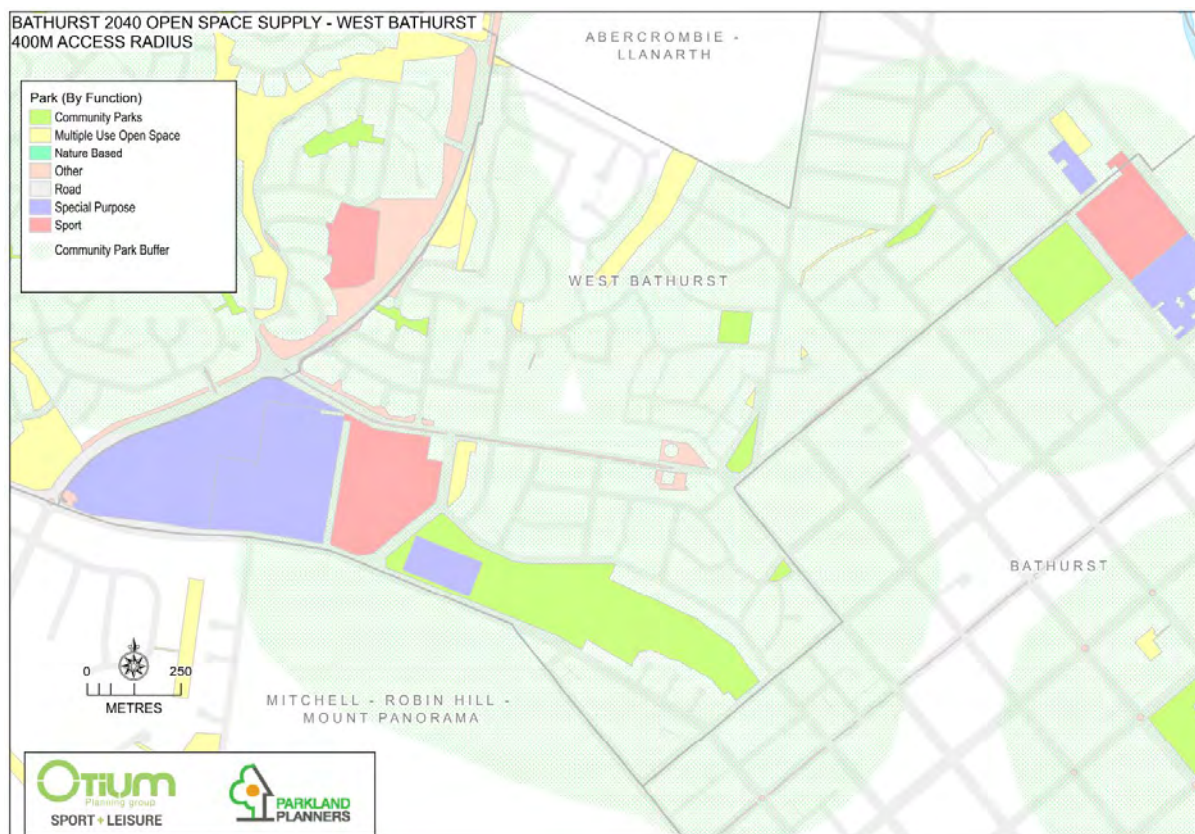 BATHURST 2040 OPEN SPACE SUPPLY - WEST BATHURST
400M ACCESS RADIUS
ABERCROMBIE -
LLANARTH
Park (By Function)
Community Parks
Multiple Use Open Space
Nature Based
Other
Road
Special Purpose
Sport
Community Park Buffer
WEST BATHURST
BATHURST
0 250
METRES
MITCHELL - ROBIN HILL -
MOUNT PANORAMA
OTiUM
Planning group
SPORT + LEISURE
PARKLAND
PLANNERS